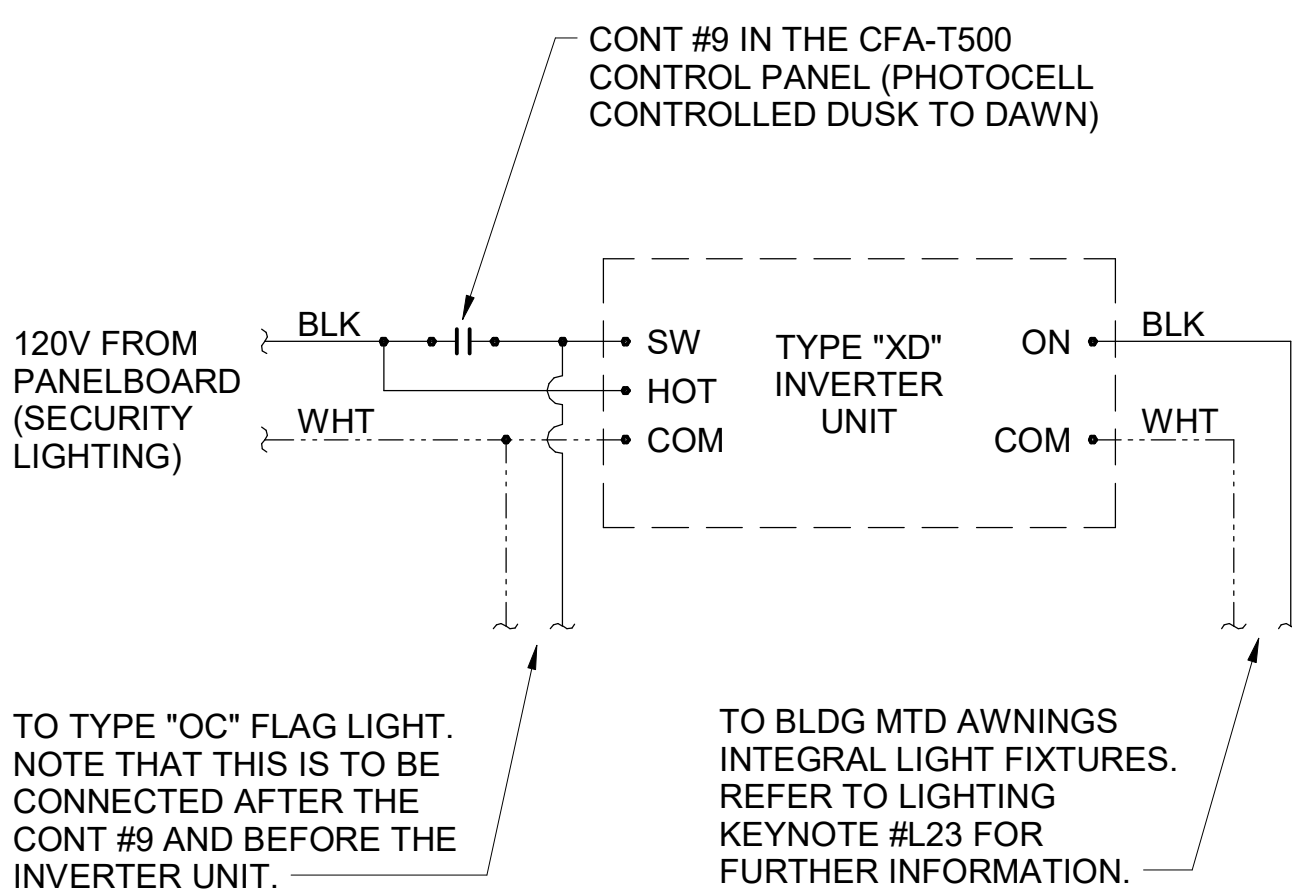 CONT #9 IN THE CFA-T500
CONTROL PANEL (PHOTOCELL
CONTROLLED DUSK TO DAWN)
120V FROM
PANELBOARD
(SECURITY
LIGHTING)
BLK
WHT
SW
HOT
COM
TYPE "XD"
INVERTER
UNIT
ON
COM
BLK
WHT
TO TYPE "OC" FLAG LIGHT.
NOTE THAT THIS IS TO BE
CONNECTED AFTER THE
CONT #9 AND BEFORE THE
INVERTER UNIT.
TO BLDG MTD AWNINGS
INTEGRAL LIGHT FIXTURES.
REFER TO LIGHTING
KEYNOTE #L23 FOR
FURTHER INFORMATION.